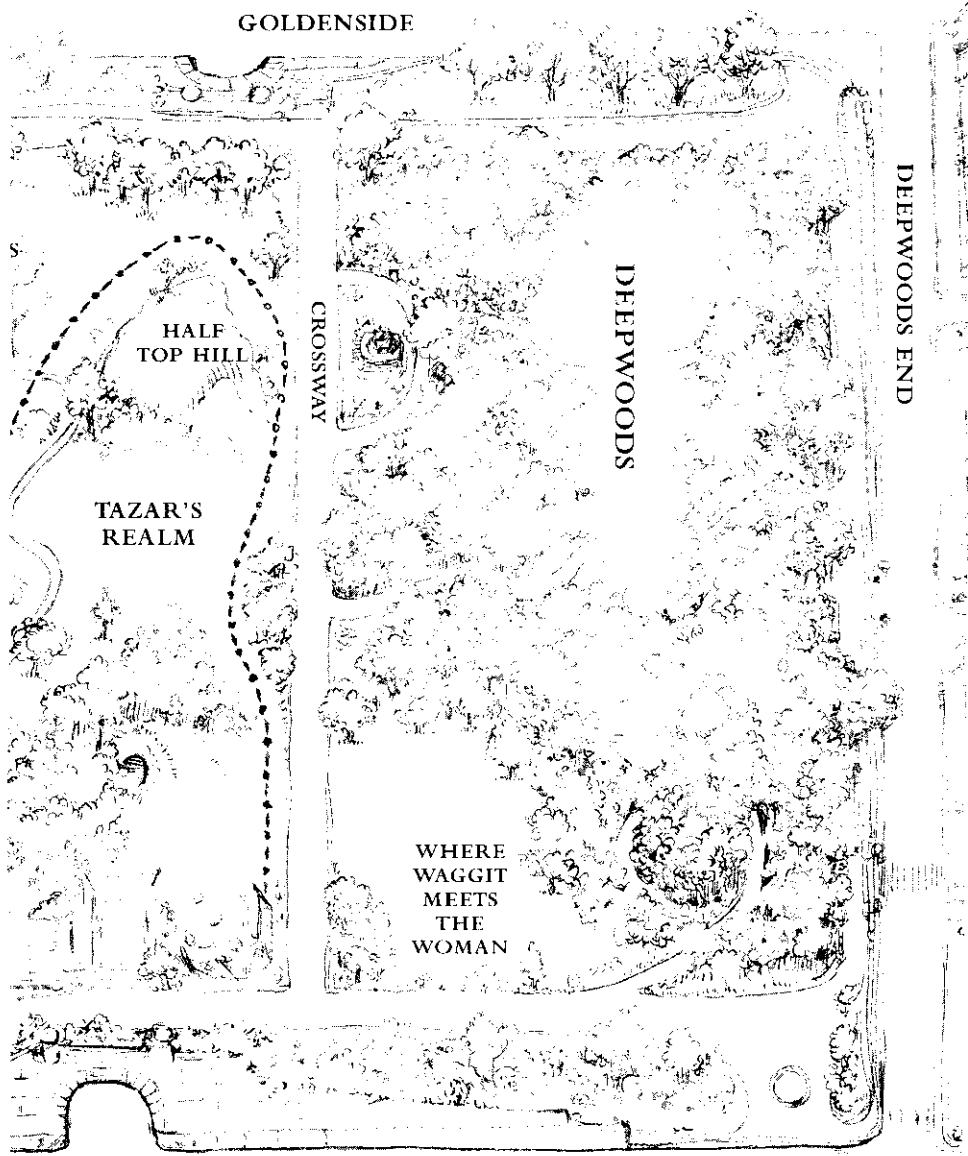 GOLDENSIDE
DEEPWOODS END
DEEPWOODS
CROSSWAY
S
HALF
TOP HILL
TAZAR'S
REALM
WHERE
WAGGIT
MEETS
THE
WOMAN